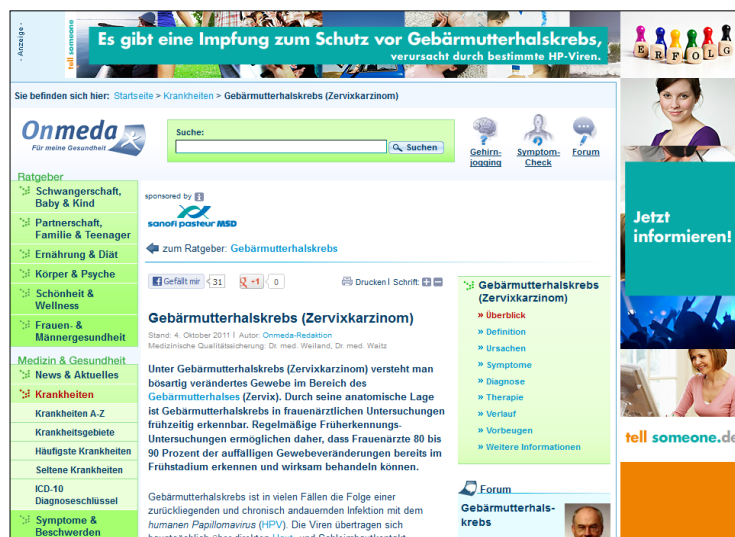 - Anzeige -
tell someone
Es gibt eine Impfung zum Schutz vor Gebärmutterhalskrebs,
verursacht durch bestimmte HP-Viren.
ERFOLG
Sie befinden sich hier: Startseite > Krankheiten > Gebärmutterhalskrebs (Zervixkarzinom)
Onmeda
Für meine Gesundheit
Suche:
Suchen
Gehirn-
jogging
Symptom-
Check
Forum
Ratgeber
Schwangerschaft,
Baby & Kind
Partnerschaft,
Familie & Teenager
Ernährung & Diät
Körper & Psyche
Schönheit &
Wellness
Frauen- &
Männergesundheit
Medizin & Gesundheit
News & Aktuelles
Krankheiten
Krankheiten A-Z
Krankheitsgebiete
Häufigste Krankheiten
Seltene Krankheiten
ICD-10
Diagnoseschlüssel
Symptome &
Beschwerden
sponsored by i
sanofi pasteur MSD
zum Ratgeber: Gebärmutterhalskrebs
Gefällt mir 31 +1 0
Drucken | Schrift:
Gebärmutterhalskrebs (Zervixkarzinom)
Stand: 4. Oktober 2011 | Autor: Onmeda-Redaktion
Medizinische Qualitätsicherung: Dr. med. Weiland, Dr. med. Waitz
Unter Gebärmutterhalskrebs (Zervixkarzinom) versteht man
bösartig verändertes Gewebe im Bereich des
Gebärmutterhalses (Zervix). Durch seine anatomische Lage
ist Gebärmutterhalskrebs in frauenärztlichen Untersuchungen
frühzeitig erkennbar. Regelmäßige Früherkennungs-
Untersuchungen ermöglichen daher, dass Frauenärzte 80 bis
90 Prozent der auffälligen Gewebeveränderungen bereits im
Frühstadium erkennen und wirksam behandeln können.
Gebärmutterhalskrebs ist in vielen Fällen die Folge einer
zurückliegenden und chronisch andauernden Infektion mit dem
humanen Papillomavirus (HPV). Die Viren übertragen sich
hauptsächlich über direkten Haut- und Schleimhautkontakt
Gebärmutterhalskrebs
(Zervixkarzinom)
» Überblick
» Definition
» Ursachen
» Symptome
» Diagnose
» Therapie
» Verlauf
» Vorbeugen
» Weitere Informationen
Forum
Gebärmutterhals-
krebs
Jetzt
informieren!
tell someone.de